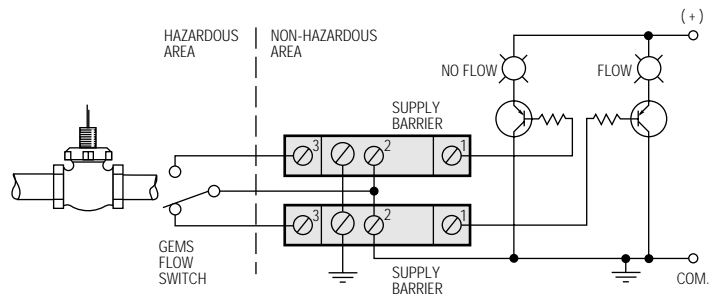 ( + )
HAZARDOUS
AREA
NON-HAZARDOUS
AREA
NO FLOW
FLOW
SUPPLY
BARRIER
3
2
1
3
2
1
GEMS
FLOW
SWITCH
SUPPLY
BARRIER
COM.